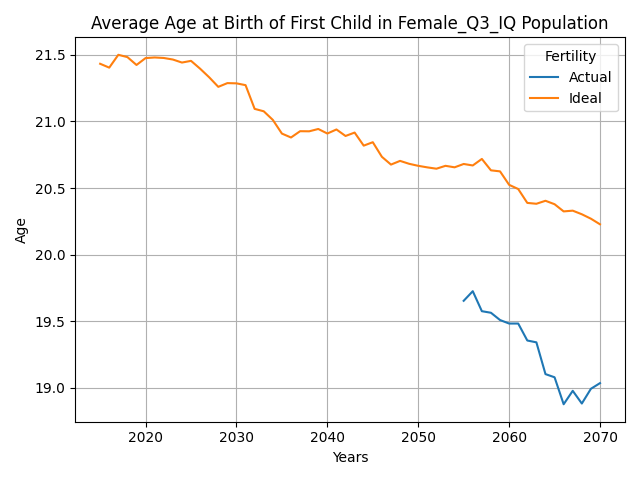 Average Age at Birth of First Child in Female_Q3_IQ Population
Fertility
Actual
Ideal
21.5
21.0
20.5
20.0
19.5
19.0
Age
2020 2030 2040 2050 2060 2070
Years